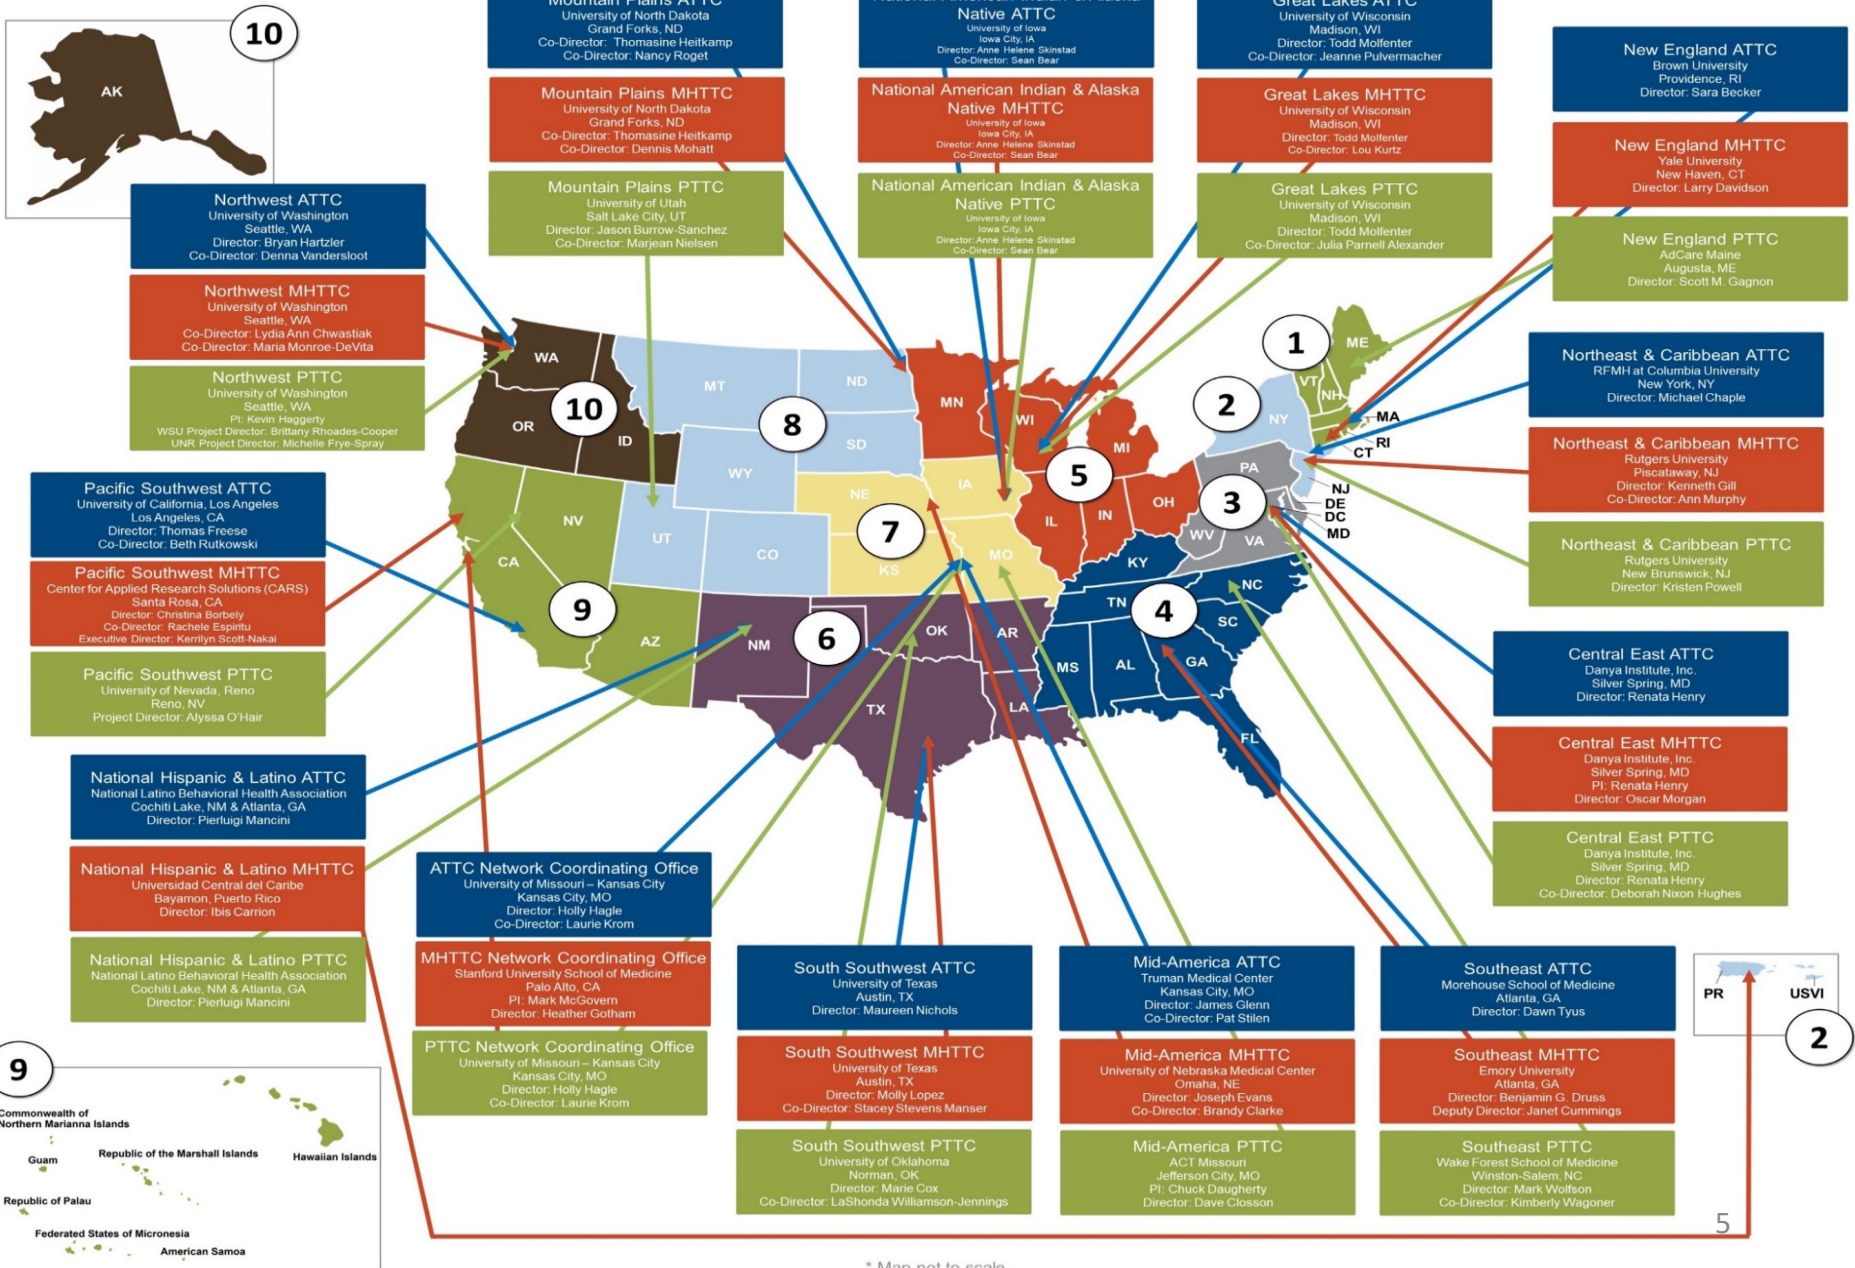 10
AK
Mountain Plains ATTC
University of North Dakota
Grand Forks, ND
Co-Director: Thomasine Heitkamp
Co-Director: Nancy Roget
Mountain Plains MHTTC
University of North Dakota
Grand Forks, ND
Co-Director: Thomasine Heitkamp
Co-Director: Dennis Mohatt
Mountain Plains PTTC
University of Utah
Salt Lake City, UT
Director: Jason Burrow-Sanchez
Co-Director: Marjean Nielsen
National American Indian & Alaska
Native ATTC
University of Iowa
Iowa City, IA
Director: Anne Helene Skinstad
Co-Director: Sean Bear
National American Indian & Alaska
Native MHTTC
University of Iowa
Iowa City, IA
Director: Anne Helene Skinstad
Co-Director: Sean Bear
National American Indian & Alaska
Native PTTC
University of Iowa
Iowa City, IA
Director: Anne Helene Skinstad
Co-Director: Sean Bear
Great Lakes ATTC
University of Wisconsin
Madison, WI
Director: Todd Molfenter
Co-Director: Jeanne Pulvermacher
Great Lakes MHTTC
University of Wisconsin
Madison, WI
Director: Todd Molfenter
Co-Director: Lou Kurtz
Great Lakes PTTC
University of Wisconsin
Madison, WI
Director: Todd Molfenter
Co-Director: Julia Parnell Alexander
New England ATTC
Brown University
Providence, RI
Director: Sara Becker
New England MHTTC
Yale University
New Haven, CT
Director: Larry Davidson
New England PTTC
AdCare Maine
Augusta, ME
Director: Scott M. Gagnon
Northwest ATTC
University of Washington
Seattle, WA
Director: Bryan Hartzler
Co-Director: Denna Vandersloot
Northwest MHTTC
University of Washington
Seattle, WA
Co-Director: Lydia Ann Chwastiak
Co-Director: Maria Monroe-DeVita
Northwest PTTC
University of Washington
Seattle, WA
PI: Kevin Haggerty
WSU Project Director: Brittany Rhoades-Cooper
UNR Project Director: Michelle Frye-Spray
Northeast & Caribbean ATTC
RFMH at Columbia University
New York, NY
Director: Michael Chaple
Northeast & Caribbean MHTTC
Rutgers University
Piscataway, NJ
Director: Kenneth Gill
Co-Director: Ann Murphy
Northeast & Caribbean PTTC
Rutgers University
New Brunswick, NJ
Director: Kristen Powell
Pacific Southwest ATTC
University of California, Los Angeles
Los Angeles, CA
Director: Thomas Freese
Co-Director: Beth Rutkowski
Pacific Southwest MHTTC
Center for Applied Research Solutions (CARS)
Santa Rosa, CA
Director: Christina Borbely
Co-Director: Rachele Espiritu
Executive Director: Kerrilyn Scott-Nakai
Pacific Southwest PTTC
University of Nevada, Reno
Reno, NV
Project Director: Alyssa O'Hair
WA
OR
ID
10
MT
ND
SD
WY
8
UT
CO
NV
CA
AZ
9
NE
IA
KS
MO
7
NM
TX
OK
AR
LA
6
MN
WI
MI
IL
IN
OH
5
KY
TN
NC
SC
MS
AL
GA
FL
4
PA
WV
VA
3
NY
2
1
ME
VT
NH
MA
RI
CT
NJ
DE
DC
MD
Central East ATTC
Danya Institute, Inc.
Silver Spring, MD
Director: Renata Henry
Central East MHTTC
Danya Institute, Inc.
Silver Spring, MD
PI: Renata Henry
Director: Oscar Morgan
Central East PTTC
Danya Institute, Inc.
Silver Spring, MD
Director: Renata Henry
Co-Director: Deborah Nixon Hughes
National Hispanic & Latino ATTC
National Latino Behavioral Health Association
Cochiti Lake, NM & Atlanta, GA
Director: Pierluigi Mancini
National Hispanic & Latino MHTTC
Universidad Central del Caribe
Bayamon, Puerto Rico
Director: Ibis Carrion
National Hispanic & Latino PTTC
National Latino Behavioral Health Association
Cochiti Lake, NM & Atlanta, GA
Director: Pierluigi Mancini
ATTC Network Coordinating Office
University of Missouri – Kansas City
Kansas City, MO
Director: Holly Hagle
Co-Director: Laurie Krom
MHTTC Network Coordinating Office
Stanford University School of Medicine
Palo Alto, CA
PI: Mark McGovern
Director: Heather Gotham
PTTC Network Coordinating Office
University of Missouri – Kansas City
Kansas City, MO
Director: Holly Hagle
Co-Director: Laurie Krom
South Southwest ATTC
University of Texas
Austin, TX
Director: Maureen Nichols
South Southwest MHTTC
University of Texas
Austin, TX
Director: Molly Lopez
Co-Director: Stacey Stevens Manser
South Southwest PTTC
University of Oklahoma
Norman, OK
Director: Marie Cox
Co-Director: LaShonda Williamson-Jennings
Mid-America ATTC
Truman Medical Center
Kansas City, MO
Director: James Glenn
Co-Director: Pat Stilen
Mid-America MHTTC
University of Nebraska Medical Center
Omaha, NE
Director: Joseph Evans
Co-Director: Brandy Clarke
Mid-America PTTC
ACT Missouri
Jefferson City, MO
PI: Chuck Daugherty
Director: Dave Closson
Southeast ATTC
Morehouse School of Medicine
Atlanta, GA
Director: Dawn Tyus
Southeast MHTTC
Emory University
Atlanta, GA
Director: Benjamin G. Druss
Deputy Director: Janet Cummings
Southeast PTTC
Wake Forest School of Medicine
Winston-Salem, NC
Director: Mark Wolfson
Co-Director: Kimberly Wagoner
PR
USVI
2
9
Commonwealth of
Northern Marianna Islands
Guam
Republic of the Marshall Islands
Hawaiian Islands
Republic of Palau
Federated States of Micronesia
American Samoa
5
* Map not to scale